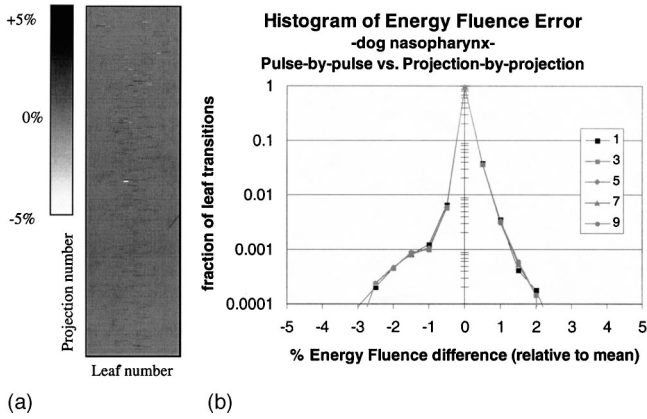 +5%
0%
-5%
Projection number
Leaf number
(a)
Histogram of Energy Fluence Error
-dog nasopharynx-
Pulse-by-pulse vs. Projection-by-projection
fraction of leaf transitions
1
0.1
0.01
0.001
0.0001
-5 -4 -3 -2 -1 0 1 2 3 4 5
% Energy Fluence difference (relative to mean)
1
3
5
7
9
(b)